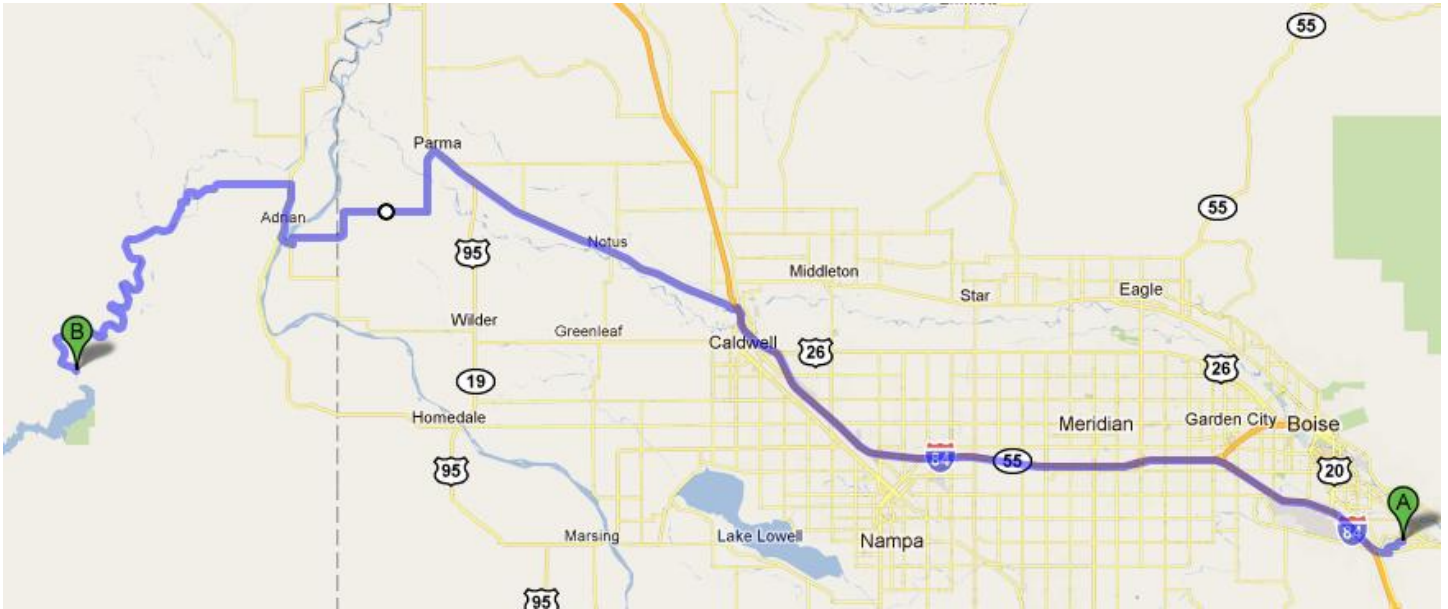 55
Parma
55
Adnan
95
Notus
Middleton
Star
Eagle
B
Wilder
Greenleaf
Caldwell
26
26
19
Homedale
Meridian
Garden City
Boise
95
84
55
20
A
84
Marsing
Lake Lowell
Nampa
95